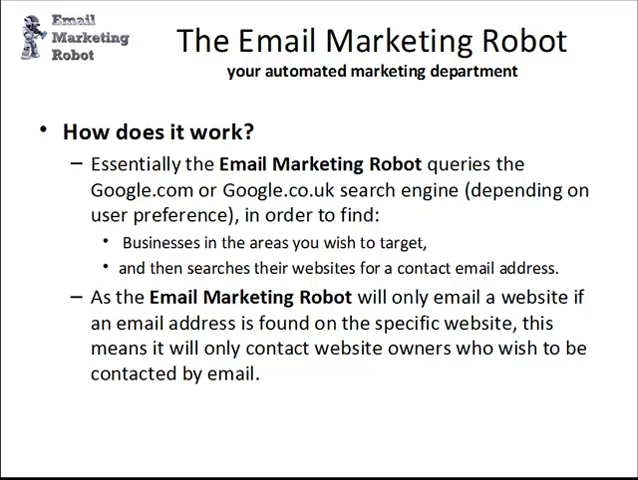 Email
Marketing
Robot
The Email Marketing Robot
your automated marketing department
• How does it work?
– Essentially the Email Marketing Robot queries the
Google.com or Google.co.uk search engine (depending on
user preference), in order to find:
• Businesses in the areas you wish to target,
• and then searches their websites for a contact email address.
– As the Email Marketing Robot will only email a website if
an email address is found on the specific website, this
means it will only contact website owners who wish to be
contacted by email.